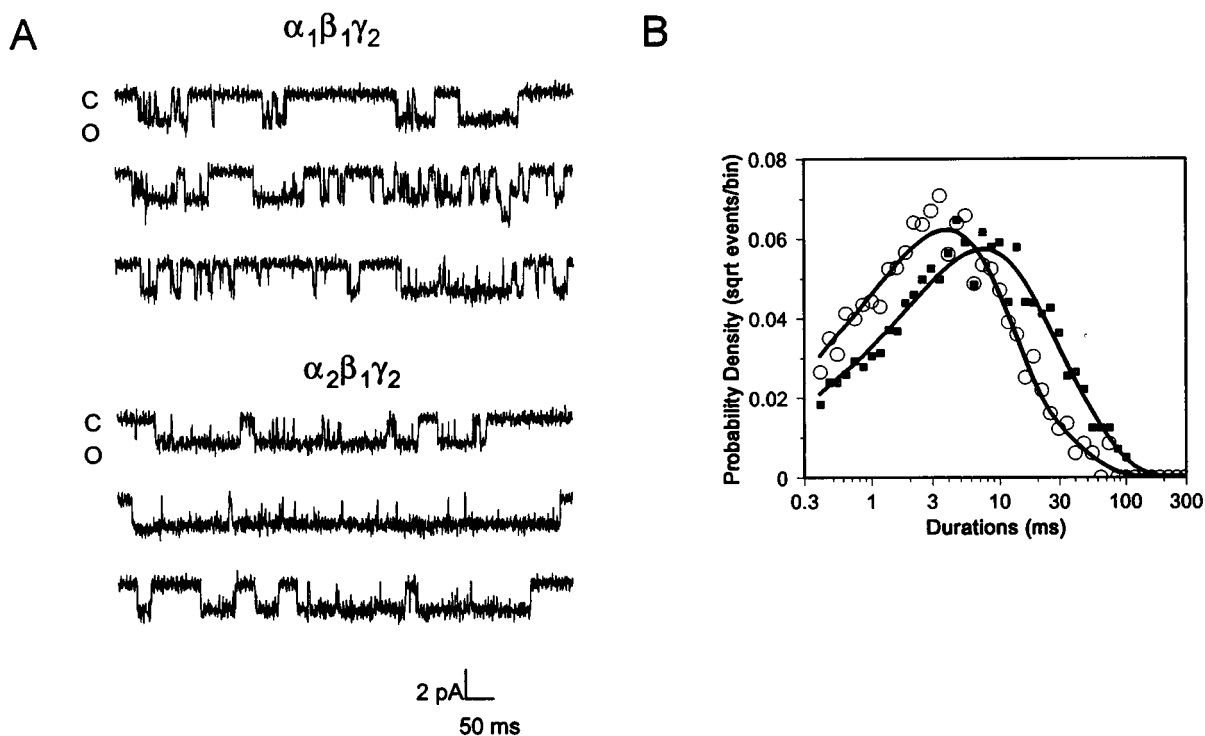 A
α₁β₁γ₂
C
O
α₂β₁γ₂
C
O
2 pA
50 ms
B
Probability Density (sqrt events/bin)
0.08
0.06
0.04
0.02
0
0.3 1 3 10 30 100 300
Durations (ms)